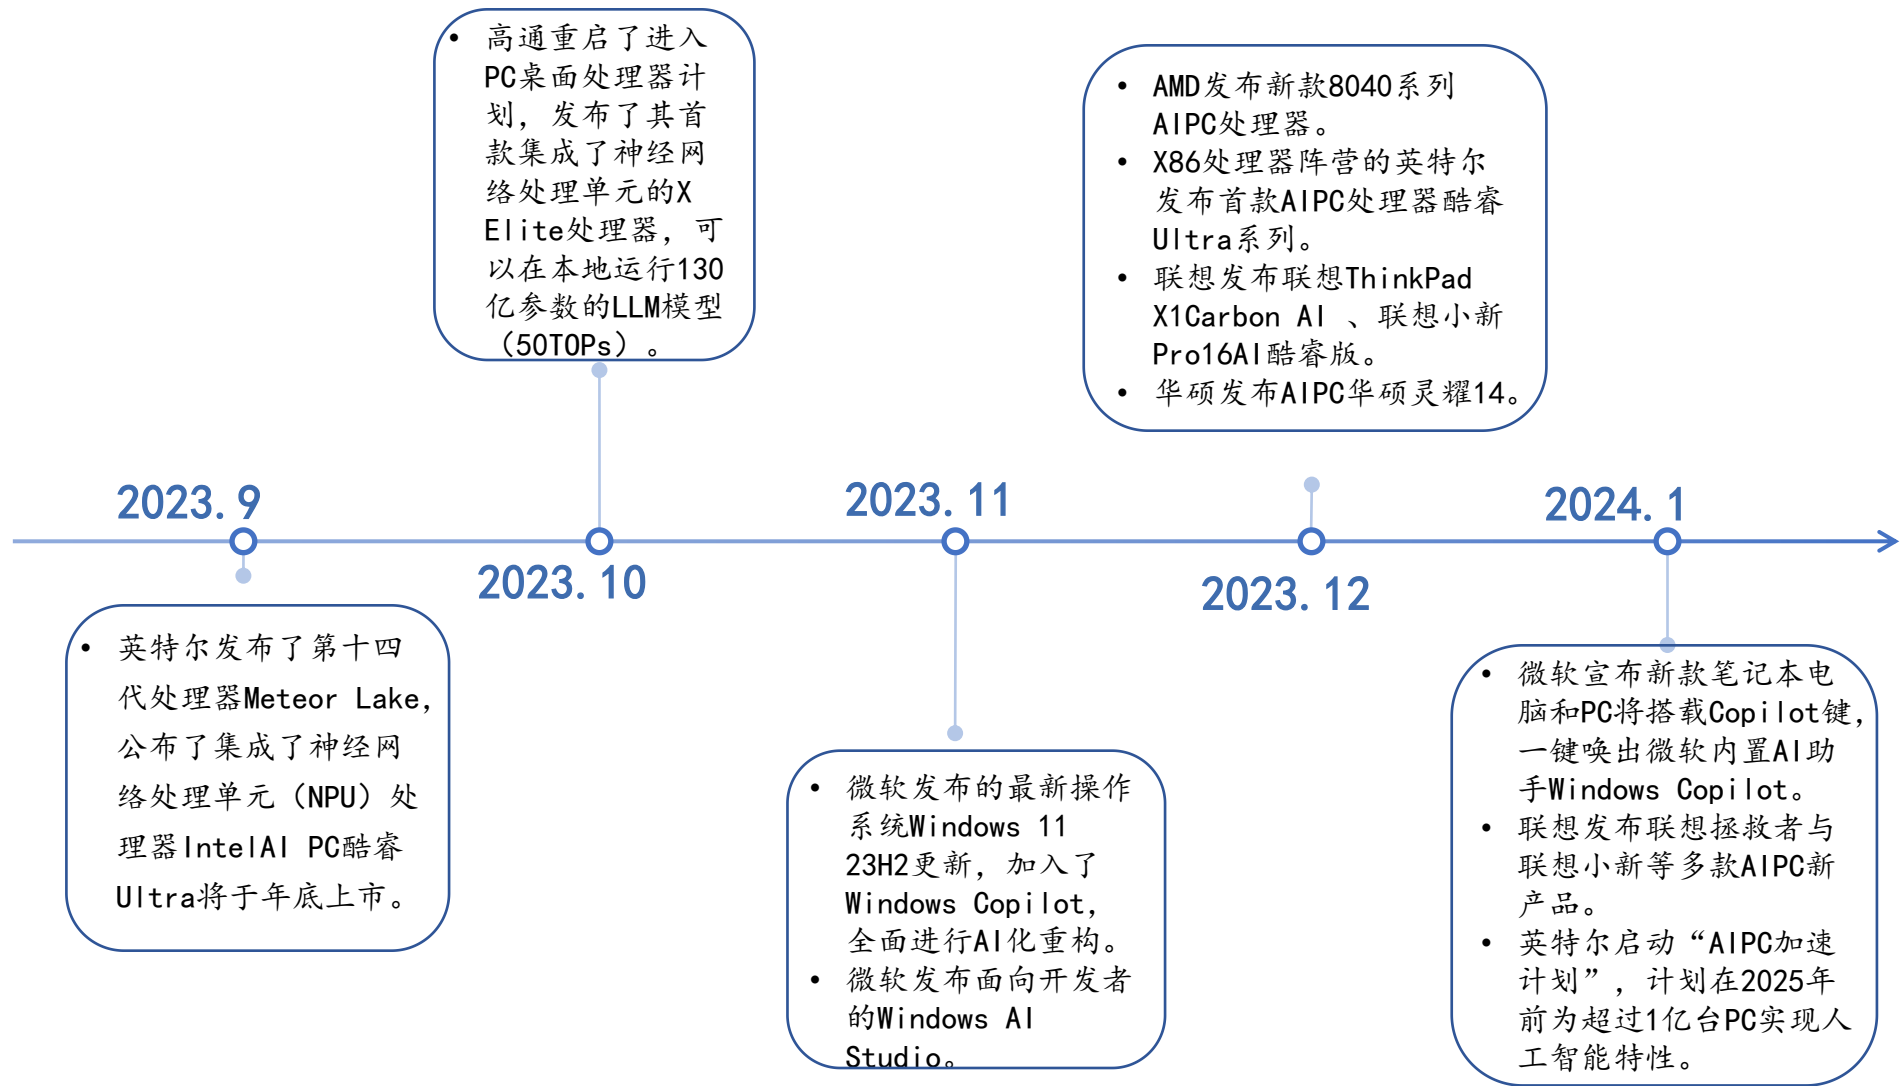 • 高通重启了进入
PC桌面处理器计
划，发布了其首
款集成了神经网
络处理单元的X
Elite处理器，可
以在本地运行130
亿参数的LLM模型
（50TOPs）。
• AMD发布新款8040系列
AIPC处理器。
• X86处理器阵营的英特尔
发布首款AIPC处理器酷睿
Ultra系列。
• 联想发布联想ThinkPad
X1Carbon AI 、联想小新
Pro16AI酷睿版。
• 华硕发布AIPC华硕灵耀14。
2023.9
2023.10
2023.11
2023.12
2024.1
• 英特尔发布了第十四
代处理器Meteor Lake，
公布了集成了神经网
络处理单元（NPU）处
理器IntelAI PC酷睿
Ultra将于年底上市。
• 微软发布的最新操作
系统Windows 11
23H2更新，加入了
Windows Copilot，
全面进行AI化重构。
• 微软发布面向开发者
的Windows AI
Studio。
• 微软宣布新款笔记本电
脑和PC将搭载Copilot键，
一键唤出微软内置AI助
手Windows Copilot。
• 联想发布联想拯救者与
联想小新等多款AIPC新
产品。
• 英特尔启动“AIPC加速
计划”，计划在2025年
前为超过1亿台PC实现人
工智能特性。